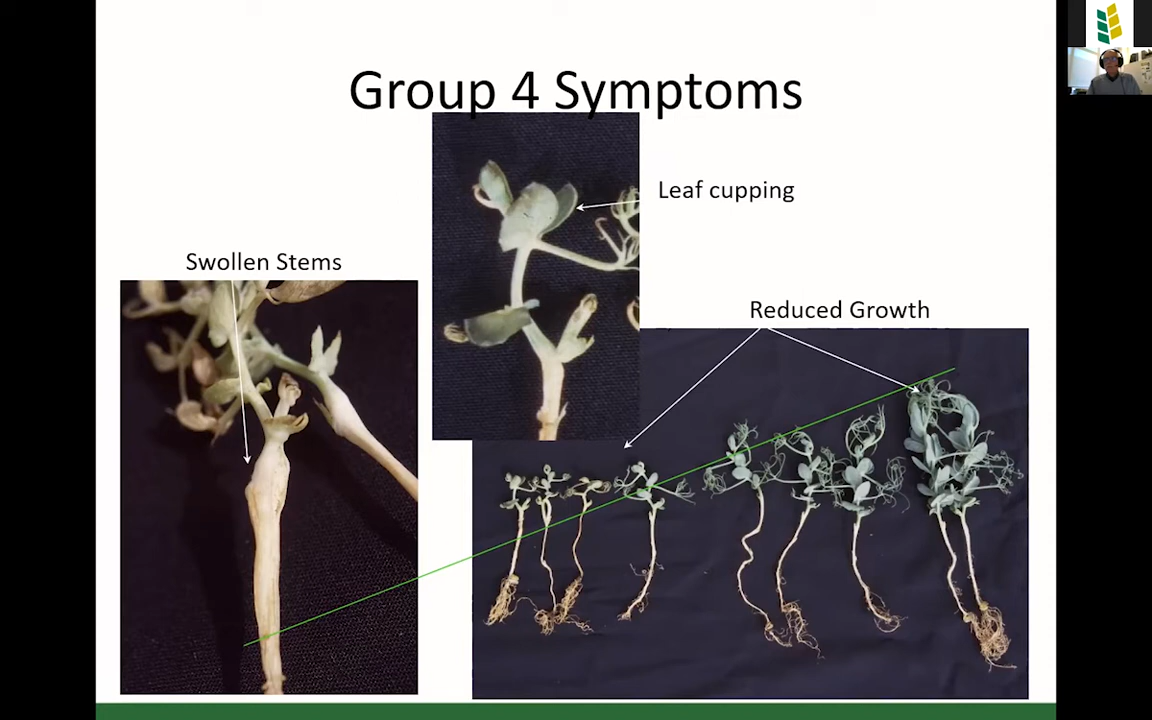 Group 4 Symptoms
Leaf cupping
Swollen Stems
Reduced Growth